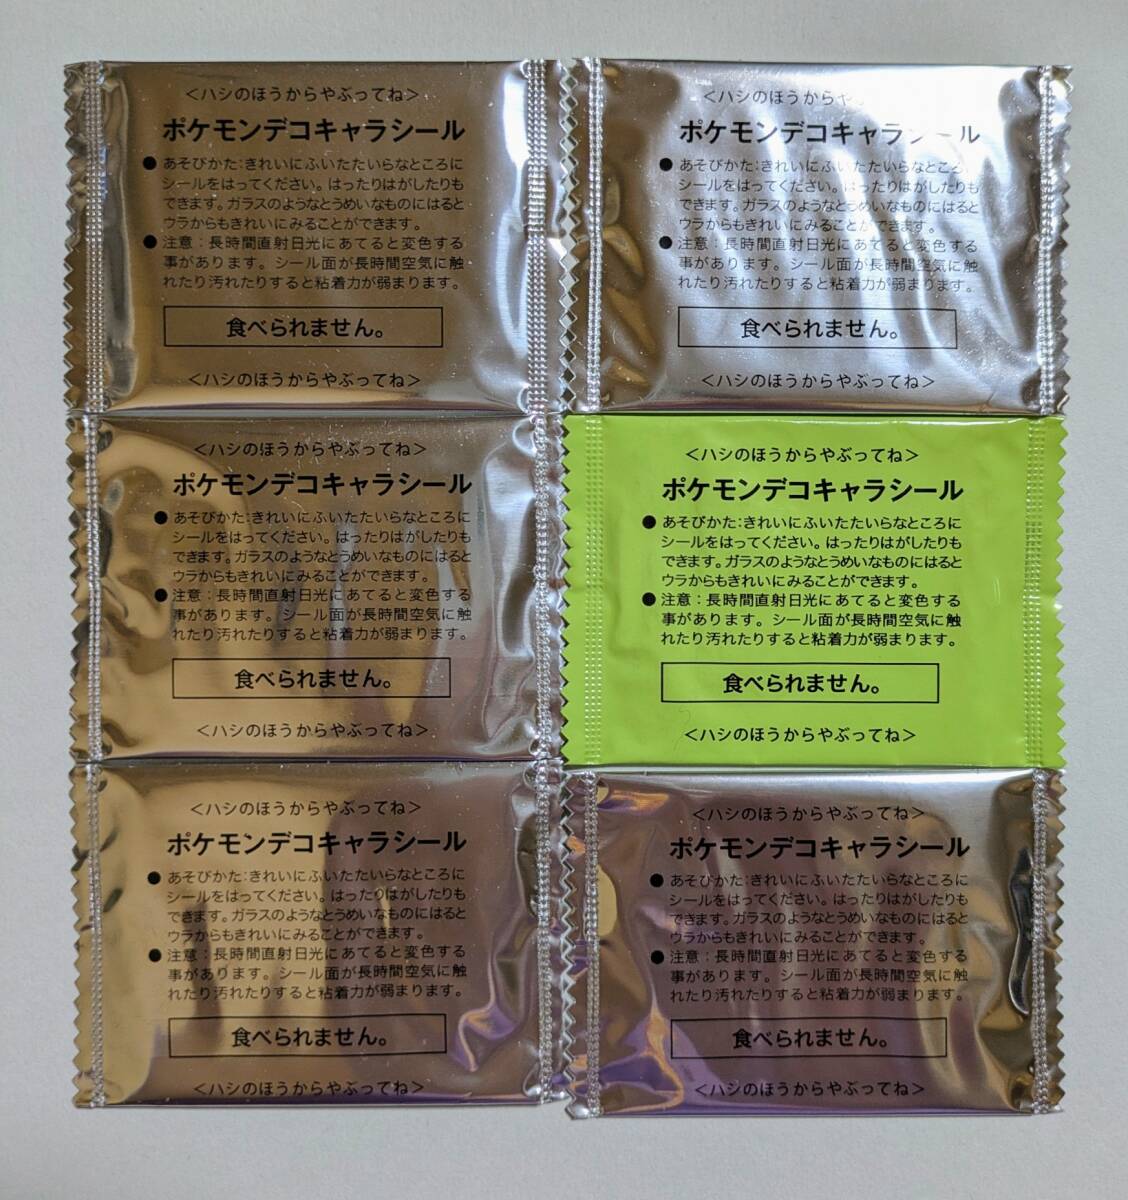 ＜ハシのほうからやぶってね＞
ポケモンデコキャラシール
●あそびかた：きれいにふいたたいらなところに
シールをはってください。はったりはがしたりも
できます。ガラスのようなとうめいなものにはると
ウラからもきれいにみることができます。
●注意：長時間直射日光にあてると変色する
事があります。シール面が長時間空気に触
れたり汚れたりすると粘着力が弱まります。
食べられません。
＜ハシのほうからやぶってね＞
＜ハシのほうからや
ポケモンデコキャラシール
●あそびかた：きれいにふいたたいらなところに
シールをはってください。はったりはがしたりも
できます。ガラスのようなとうめいなものにはると
ウラからもきれいにみることができます。
●注意：長時間直射日光にあてると変色する
事があります。シール面が長時間空気に触
れたり汚れたりすると粘着力が弱まります。
食べられません。
＜ハシのほうからやぶってね＞
＜ハシのほうからやぶってね＞
ポケモンデコキャラシール
●あそびかた：きれいにふいたたいらなところに
シールをはってください。はったりはがしたりも
できます。ガラスのようなとうめいなものにはると
ウラからもきれいにみることができます。
●注意：長時間直射日光にあてると変色する
事があります。シール面が長時間空気に触
れたり汚れたりすると粘着力が弱まります。
食べられません。
＜ハシのほうからやぶってね＞
＜ハシのほうからやぶってね＞
ポケモンデコキャラシール
●あそびかた：きれいにふいたたいらなところに
シールをはってください。はったりはがしたりも
できます。ガラスのようなとうめいなものにはると
ウラからもきれいにみることができます。
●注意：長時間直射日光にあてると変色する
事があります。シール面が長時間空気に触
れたり汚れたりすると粘着力が弱まります。
食べられません。
＜ハシのほうからやぶってね＞
＜ハシのほうからやぶってね＞
ポケモンデコキャラシール
●あそびかた：きれいにふいたたいらなところに
シールをはってください。はったりはがしたりも
できます。ガラスのようなとうめいなものにはると
ウラからもきれいにみることができます。
●注意：長時間直射日光にあてると変色する
事があります。シール面が長時間空気に触
れたり汚れたりすると粘着力が弱まります。
食べられません。
＜ハシのほうからやぶってね＞
＜ハシのほうからやぶってね＞
ポケモンデコキャラシール
●あそびかた：きれいにふいたたいらなところに
シールをはってください。はったりはがしたりも
できます。ガラスのようなとうめいなものにはると
ウラからもきれいにみることができます。
●注意：長時間直射日光にあてると変色する
事があります。シール面が長時間空気に触
れたり汚れたりすると粘着力が弱まります。
食べられません。
＜ハシのほうからやぶってね＞